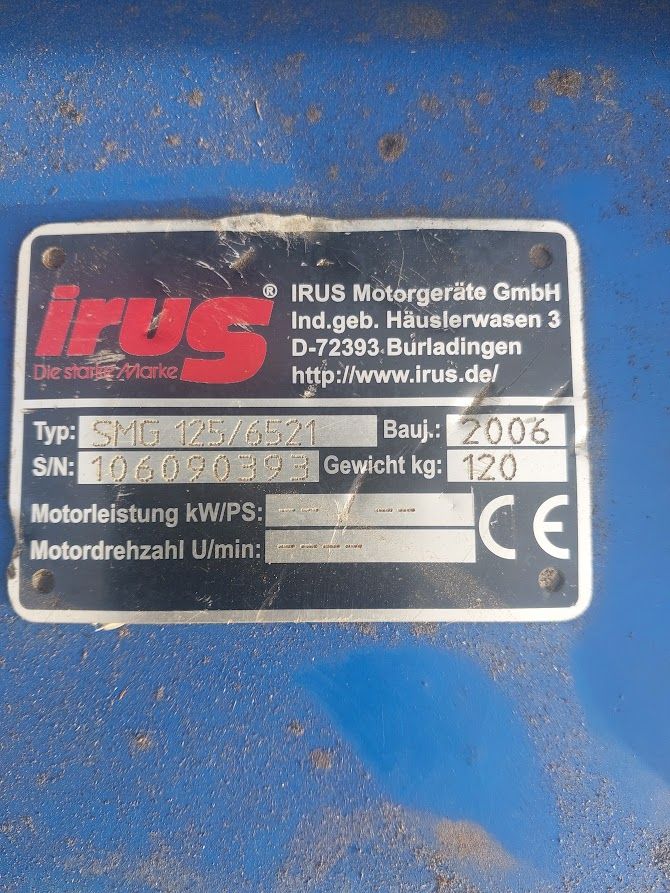 irus®
Die starke Marke
IRUS Motorgeräte GmbH
Ind.geb. Häuslerwasen 3
D-72393 Burladingen
http://www.irus.de/
Typ: SMG 125/6521 Bauj.: 2006
S/N: 106090393 Gewicht kg: 120
Motorleistung kW/PS: -- -- --
Motordrehzahl U/min: ----
CE